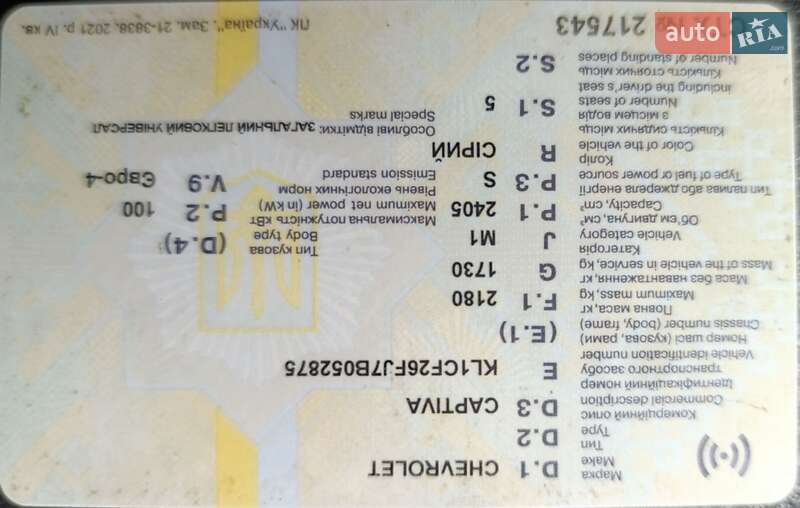 Марка
Make
D.1 CHEVROLET
Тип
Type
D.2
Комерційний опис
Commercial description
D.3 CAPTIVA
Ідентифікаційний номер
транспортного засобу
Vehicle identification number
E KL1CF26FJ7B052875
Номер шасі (кузова, рами)
Chassis number (body, frame)
(E.1)
Повна маса, кг
Maximum mass, kg
F.1 2180
Маса без навантаження, кг
Mass of the vehicle in service, kg
G 1730
Категорія
Vehicle category
J M1
Тип кузова
Body type
(D.4)
Об'єм двигуна, см³
Capacity, cm³
P.1 2405
Максимальна потужність кВт
Maximum net power (in kW)
P.2 100
Тип палива або джерела енергії
Type of fuel or power source
P.3 S
Рівень екологічних норм
Emission standard
V.9 Євро-4
Колір
Color of the vehicle
R СІРИЙ
Кількість сидячих місць
з місцем водія
Number of seats
including the driver's seat
S.1 5
Особливі відмітки: ЗАГАЛЬНИЙ ЛЕГКОВИЙ УНІВЕРСАЛ
Special marks
Кількість стоячих місць
Number of standing places
S.2
№ 217543
ПК "Україна". Зам. 21-3838. 2021 р. IV кв.
auto RIA
.com